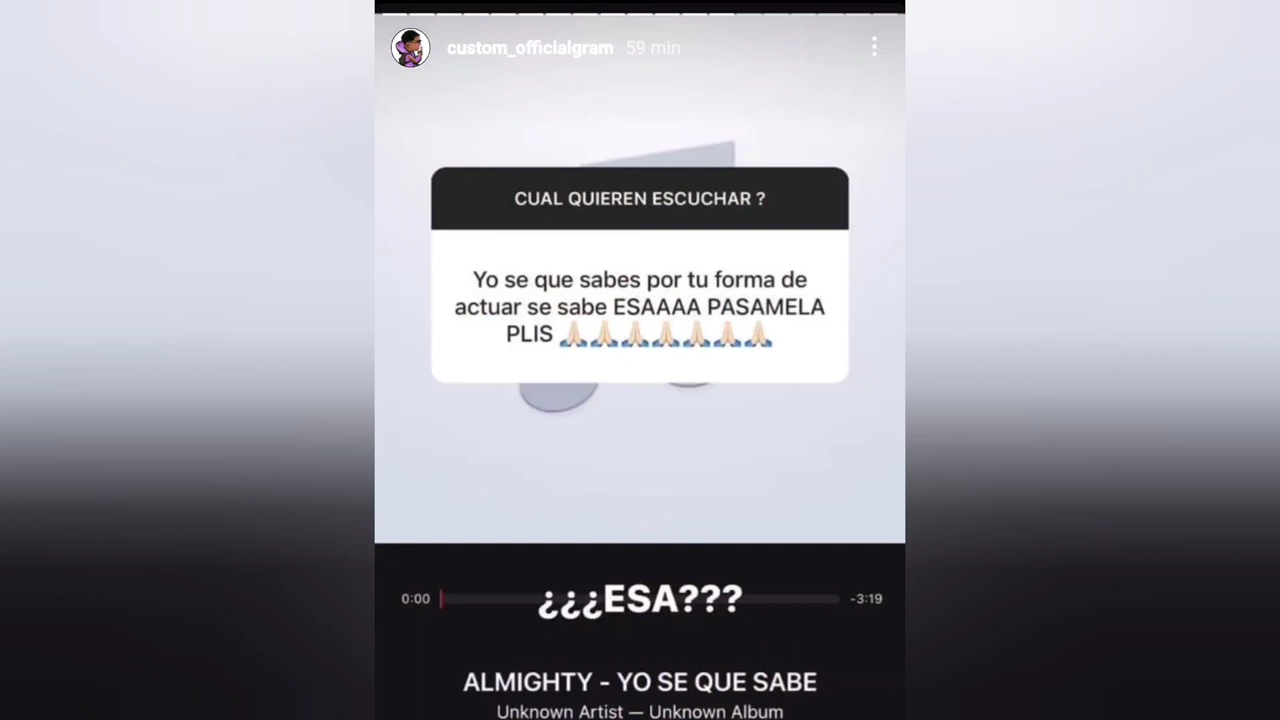 custom_officialgram 59 min
CUAL QUIEREN ESCUCHAR ?
Yo se que sabes por tu forma de
actuar se sabe ESAAAA PASAMELA
PLIS 🙏🏻🙏🏻🙏🏻🙏🏻🙏🏻🙏🏻🙏🏻
0:00 ¿¿¿ESA??? -3:19
ALMIGHTY - YO SE QUE SABE
Unknown Artist — Unknown Album